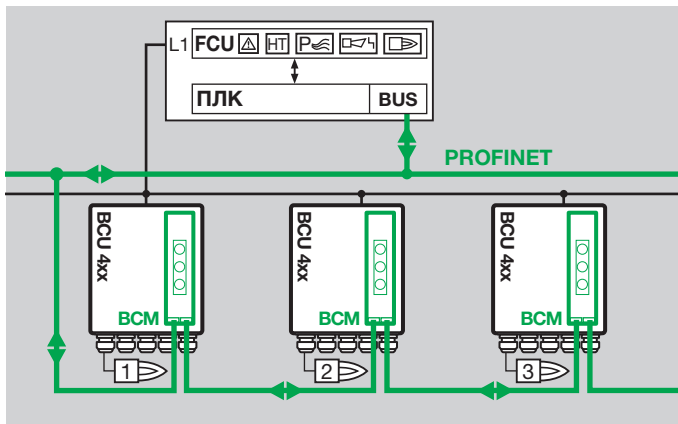 L1 FCU HT P
ПЛК BUS
PROFINET
BCU 4xx BCU 4xx BCU 4xx
BCM BCM BCM
1 2 3